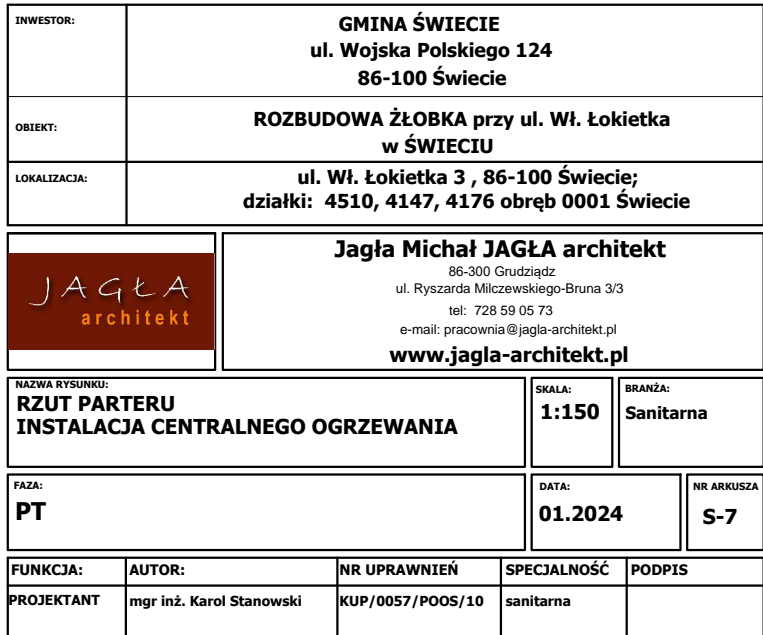 INWESTOR:
GMINA ŚWIECIE
ul. Wojska Polskiego 124
86-100 Świecie
OBIEKT:
ROZBUDOWA ŻŁOBKA przy ul. Wł. Łokietka
w ŚWIECIU
LOKALIZACJA:
ul. Wł. Łokietka 3 , 86-100 Świecie;
działki: 4510, 4147, 4176 obręb 0001 Świecie
JAGŁA
architekt
Jagła Michał JAGŁA architekt
86-300 Grudziądz
ul. Ryszarda Milczewskiego-Bruna 3/3
tel: 728 59 05 73
e-mail: pracownia@jagla-architekt.pl
www.jagla-architekt.pl
NAZWA RYSUNKU:
RZUT PARTERU
INSTALACJA CENTRALNEGO OGRZEWANIA
SKALA:
1:150
BRANŻA:
Sanitarna
FAZA:
PT
DATA:
01.2024
NR ARKUSZA
S-7
FUNKCJA: AUTOR: NR UPRAWNIEŃ SPECJALNOŚĆ PODPIS
PROJEKTANT mgr inż. Karol Stanowski KUP/0057/POOS/10 sanitarna